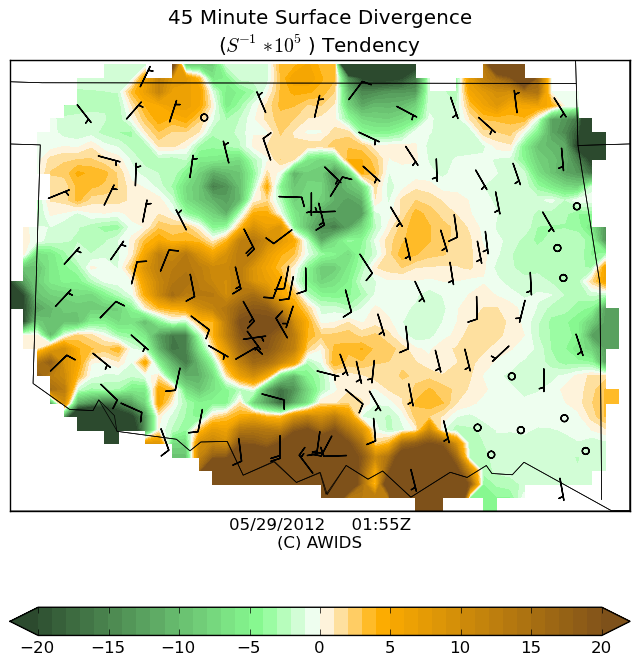 45 Minute Surface Divergence
(S⁻¹ * 10⁵ ) Tendency
05/29/2012 01:55Z
(C) AWIDS
−20 −15 −10 −5 0 5 10 15 20